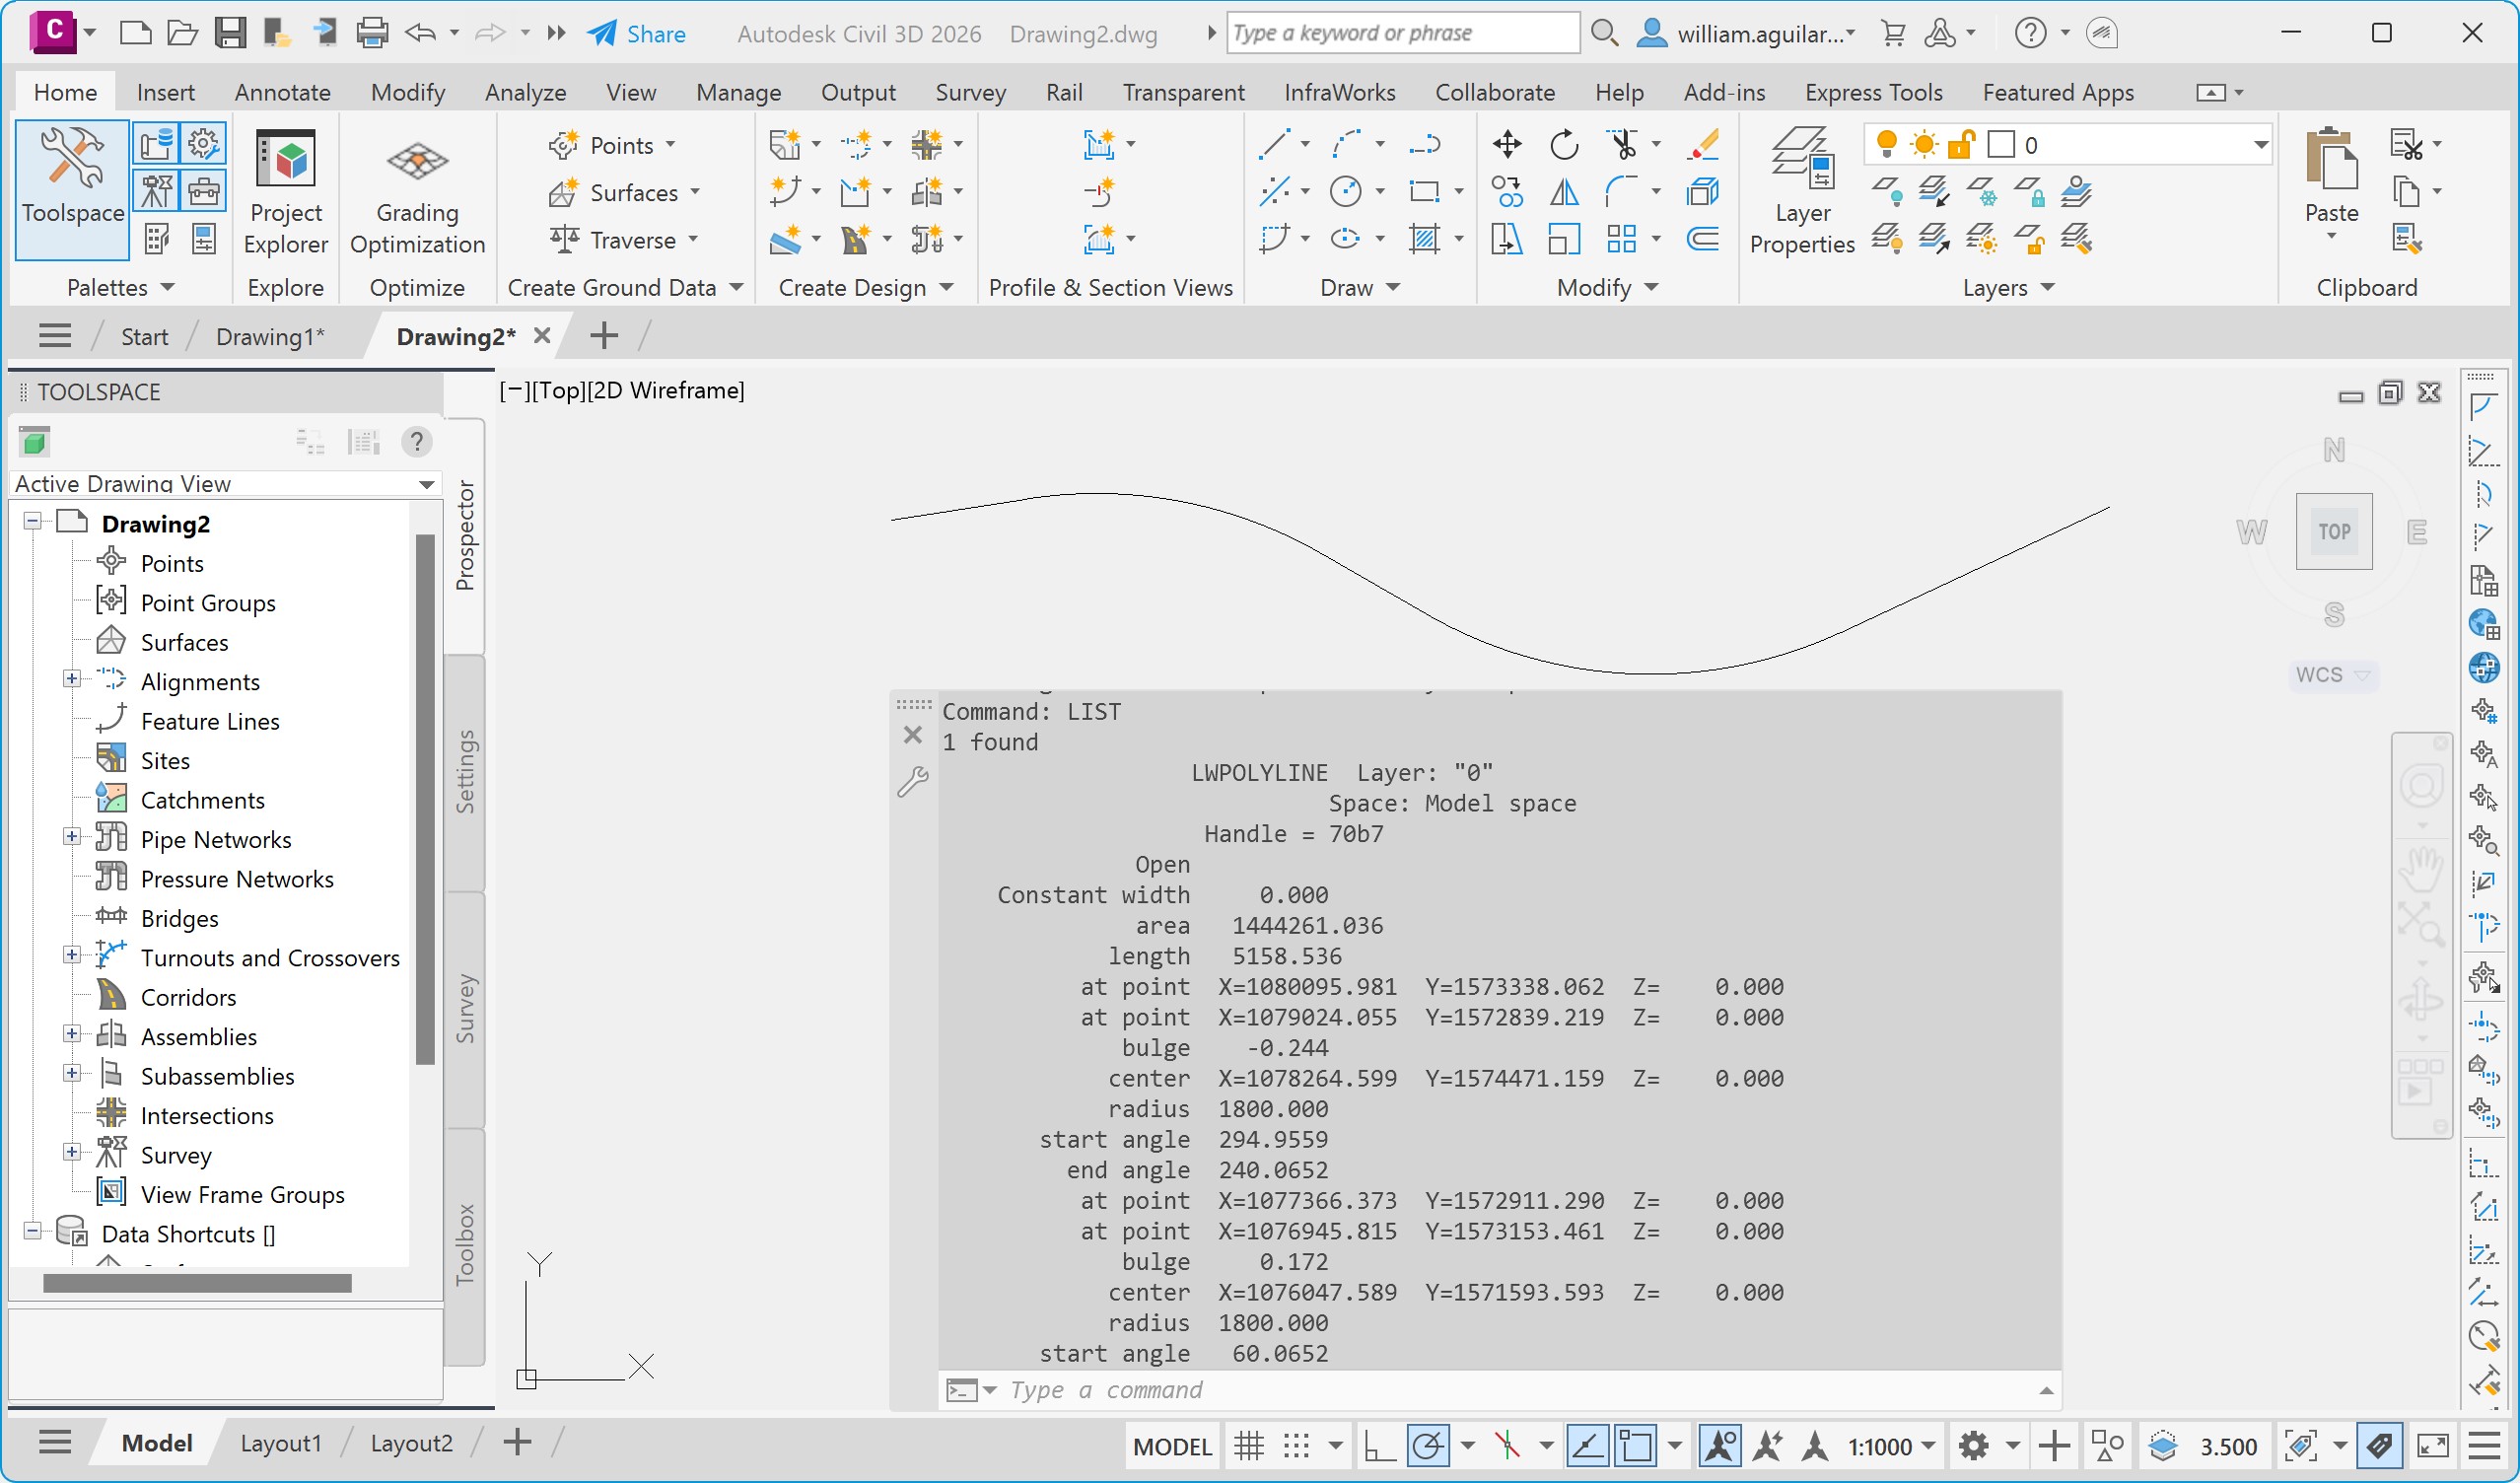 C
Share
Autodesk Civil 3D 2026
Drawing2.dwg
Type a keyword or phrase
william.aguilar...
Home
Insert
Annotate
Modify
Analyze
View
Manage
Output
Survey
Rail
Transparent
InfraWorks
Collaborate
Help
Add-ins
Express Tools
Featured Apps
Toolspace
Palettes
Project
Explorer
Explore
Grading
Optimization
Optimize
Points
Surfaces
Traverse
Create Ground Data
Create Design
Profile & Section Views
Draw
Modify
Layer
Properties
0
Layers
Paste
Clipboard
Start
Drawing1*
Drawing2*
TOOLSPACE
Active Drawing View
Drawing2
Points
Point Groups
Surfaces
Alignments
Feature Lines
Sites
Catchments
Pipe Networks
Pressure Networks
Bridges
Turnouts and Crossovers
Corridors
Assemblies
Subassemblies
Intersections
Survey
View Frame Groups
Data Shortcuts []
Prospector
Settings
Survey
Toolbox
[−][Top][2D Wireframe]
N
W
TOP
E
S
WCS
Command: LIST
1 found
LWPOLYLINE Layer: "0"
Space: Model space
Handle = 70b7
Open
Constant width 0.000
area 1444261.036
length 5158.536
at point X=1080095.981 Y=1573338.062 Z= 0.000
at point X=1079024.055 Y=1572839.219 Z= 0.000
bulge -0.244
center X=1078264.599 Y=1574471.159 Z= 0.000
radius 1800.000
start angle 294.9559
end angle 240.0652
at point X=1077366.373 Y=1572911.290 Z= 0.000
at point X=1076945.815 Y=1573153.461 Z= 0.000
bulge 0.172
center X=1076047.589 Y=1571593.593 Z= 0.000
radius 1800.000
start angle 60.0652
Type a command
Y
X
Model
Layout1
Layout2
MODEL
1:1000
3.500